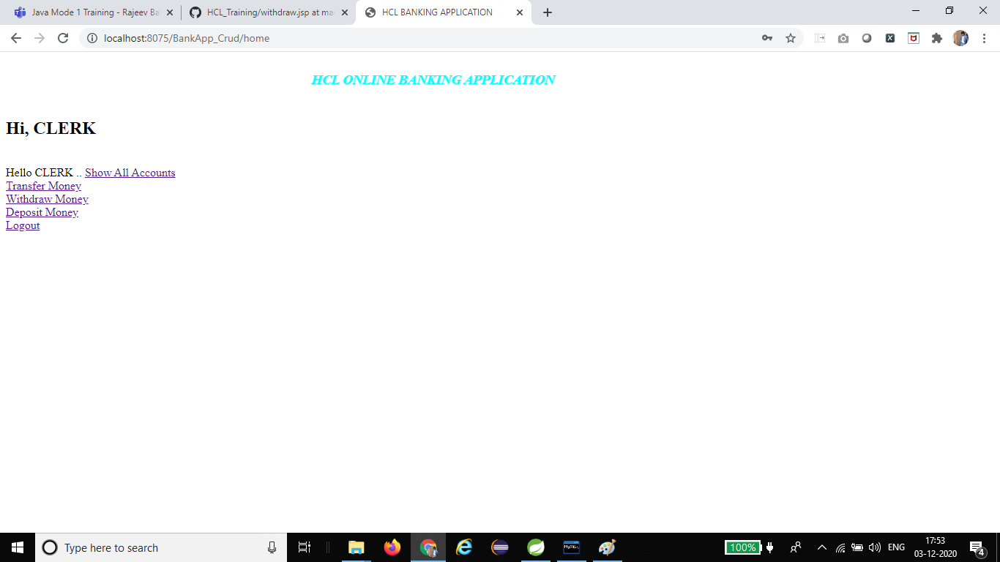 Java Mode 1 Training - Rajeev Ba
HCL_Training/withdraw.jsp at ma
HCL BANKING APPLICATION
localhost:8075/BankApp_Crud/home
HCL ONLINE BANKING APPLICATION
Hi, CLERK
Hello CLERK .. Show All Accounts
Transfer Money
Withdraw Money
Deposit Money
Logout
Type here to search
MySQL
100%
ENG
17:53
03-12-2020
4